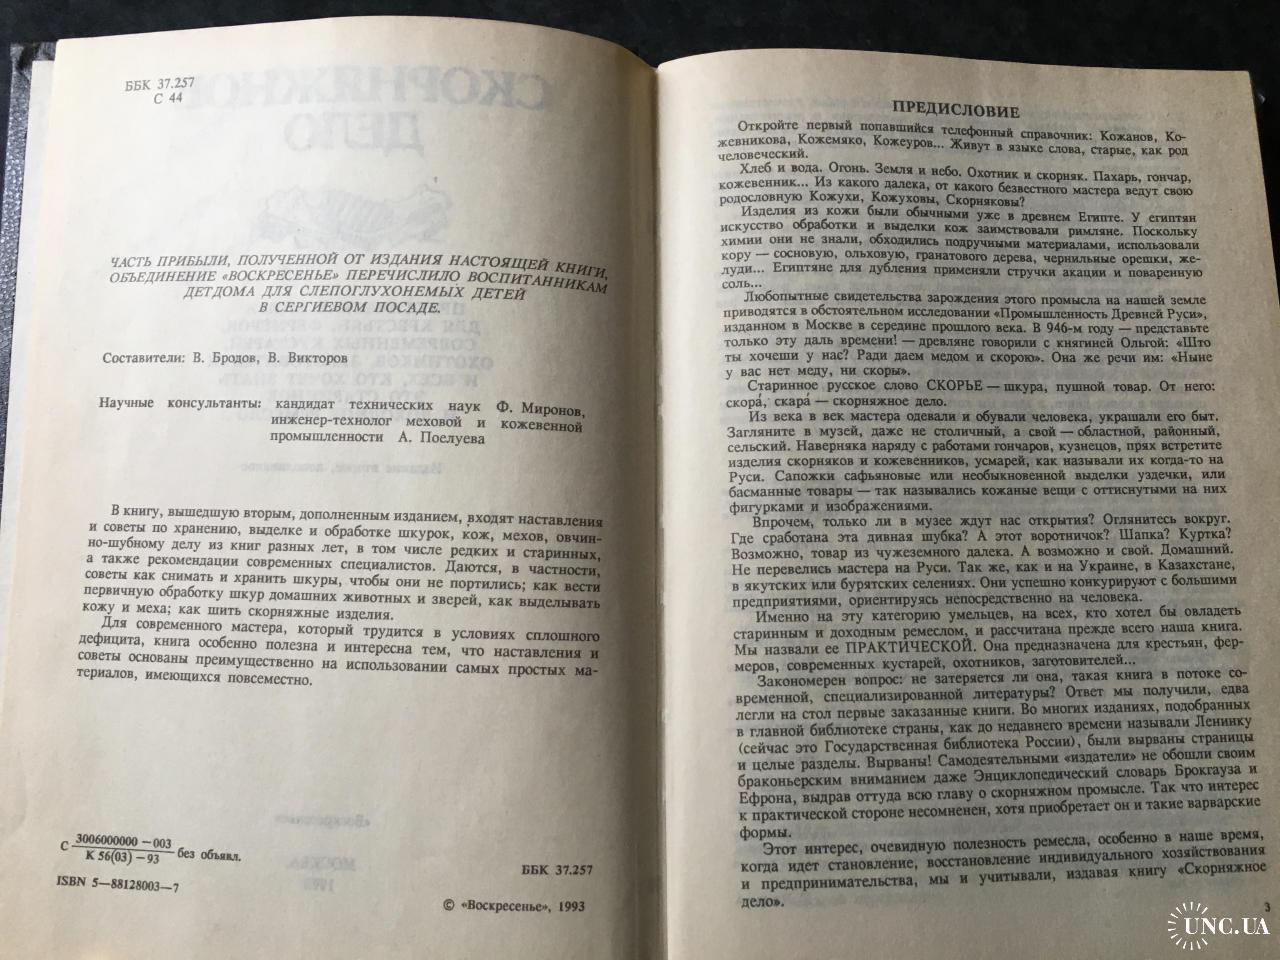 ББК 37.257
С 44
ЧАСТЬ ПРИБЫЛИ, ПОЛУЧЕННОЙ ОТ ИЗДАНИЯ НАСТОЯЩЕЙ КНИГИ,
ОБЪЕДИНЕНИЕ «ВОСКРЕСЕНЬЕ» ПЕРЕЧИСЛИЛО ВОСПИТАННИКАМ
ДЕТДОМА ДЛЯ СЛЕПОГЛУХОНЕМЫХ ДЕТЕЙ
В СЕРГИЕВОМ ПОСАДЕ.
Составители: В. Бродов, В. Викторов
Научные консультанты: кандидат технических наук Ф. Миронов,
инженер-технолог меховой и кожевенной
промышленности А. Поелуева
В книгу, вышедшую вторым, дополненным изданием, входят наставления
и советы по хранению, выделке и обработке шкурок, кож, мехов, овчин-
но-шубному делу из книг разных лет, в том числе редких и старинных,
а также рекомендации современных специалистов. Даются, в частности,
советы как снимать и хранить шкуры, чтобы они не портились; как вести
первичную обработку шкур домашних животных и зверей, как выделывать
кожу и меха; как шить скорняжные изделия.
Для современного мастера, который трудится в условиях сплошного
дефицита, книга особенно полезна и интересна тем, что наставления и
советы основаны преимущественно на использовании самых простых ма-
териалов, имеющихся повсеместно.
С 3006000000—003
К 56(03)—93 без объявл.
ISBN 5—88128003—7
ББК 37.257
© «Воскресенье», 1993
ПРЕДИСЛОВИЕ
Откройте первый попавшийся телефонный справочник: Кожанов, Ко-
жевникова, Кожемяко, Кожеуров... Живут в языке слова, старые, как род
человеческий.
Хлеб и вода. Огонь. Земля и небо. Охотник и скорняк. Пахарь, гончар,
кожевенник... Из какого далека, от какого безвестного мастера ведут свою
родословную Кожухи, Кожуховы, Скорняковы?
Изделия из кожи были обычными уже в древнем Египте. У египтян
искусство обработки и выделки кож заимствовали римляне. Поскольку
химии они не знали, обходились подручными материалами, использовали
кору — сосновую, ольховую, гранатового дерева, чернильные орешки, же-
луди... Египтяне для дубления применяли стручки акации и поваренную
соль...
Любопытные свидетельства зарождения этого промысла на нашей земле
приводятся в обстоятельном исследовании «Промышленность Древней Руси»,
изданном в Москве в середине прошлого века. В 946-м году — представьте
только эту даль времени! — древляне говорили с княгиней Ольгой: «Што
ты хочеши у нас? Ради даем медом и скорою». Она же речи им: «Ныне
у вас нет меду, ни скоры».
Старинное русское слово СКОРЬЕ — шкура, пушной товар. От него:
скора́, скара́ — скорняжное дело.
Из века в век мастера одевали и обували человека, украшали его быт.
Загляните в музей, даже не столичный, а свой — областной, районный,
сельский. Наверняка наряду с работами гончаров, кузнецов, прях встретите
изделия скорняков и кожевенников, усмарей, как называли их когда-то на
Руси. Сапожки сафьяновые или необыкновенной выделки уздечки, или
басманные товары — так назывались кожаные вещи с оттиснутыми на них
фигурками и изображениями.
Впрочем, только ли в музее ждут нас открытия? Оглянитесь вокруг.
Где сработана эта дивная шубка? А этот воротничок? Шапка? Куртка?
Возможно, товар из чужеземного далека. А возможно и свой. Домашний.
Не перевелись мастера на Руси. Так же, как и на Украине, в Казахстане,
в якутских или бурятских селениях. Они успешно конкурируют с большими
предприятиями, ориентируясь непосредственно на человека.
Именно на эту категорию умельцев, на всех, кто хотел бы овладеть
старинным и доходным ремеслом, и рассчитана прежде всего наша книга.
Мы назвали ее ПРАКТИЧЕСКОЙ. Она предназначена для крестьян, фер-
меров, современных кустарей, охотников, заготовителей...
Закономерен вопрос: не затеряется ли она, такая книга в потоке со-
временной, специализированной литературы? Ответ мы получили, едва
легли на стол первые заказанные книги. Во многих изданиях, подобранных
в главной библиотеке страны, как до недавнего времени называли Ленинку
(сейчас это Государственная библиотека России), были вырваны страницы
и целые разделы. Вырваны! Самодеятельными «издатели» не обошли своим
браконьерским вниманием даже Энциклопедический словарь Брокгауза и
Ефрона, выдрав оттуда всю главу о скорняжном промысле. Так что интерес
к практической стороне несомненен, хотя приобретает он и такие варварские
формы.
Этот интерес, очевидную полезность ремесла, особенно в наше время,
когда идет становление, восстановление индивидуального хозяйствования
и предпринимательства, мы и учитывали, издавая книгу «Скорняжное
дело».
3
UNC.UA